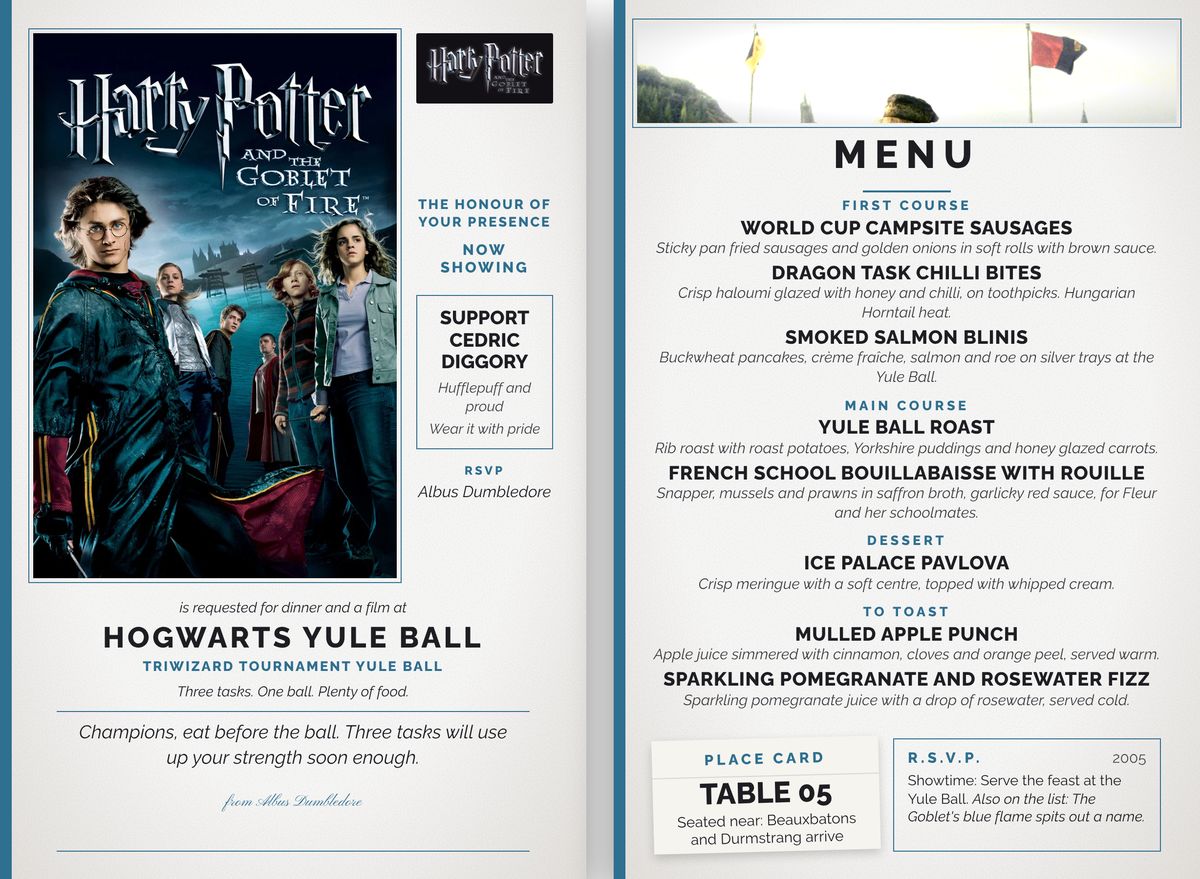 Harry Potter
AND THE
GOBLET
OF FIRE™
Harry Potter
AND THE
GOBLET
OF FIRE
THE HONOUR OF
YOUR PRESENCE
NOW
SHOWING
SUPPORT
CEDRIC
DIGGORY
Hufflepuff and
proud
Wear it with pride
RSVP
Albus Dumbledore
is requested for dinner and a film at
HOGWARTS YULE BALL
TRIWIZARD TOURNAMENT YULE BALL
Three tasks. One ball. Plenty of food.
Champions, eat before the ball. Three tasks will use
up your strength soon enough.
from Albus Dumbledore
MENU
FIRST COURSE
WORLD CUP CAMPSITE SAUSAGES
Sticky pan fried sausages and golden onions in soft rolls with brown sauce.
DRAGON TASK CHILLI BITES
Crisp haloumi glazed with honey and chilli, on toothpicks. Hungarian
Horntail heat.
SMOKED SALMON BLINIS
Buckwheat pancakes, crème fraîche, salmon and roe on silver trays at the
Yule Ball.
MAIN COURSE
YULE BALL ROAST
Rib roast with roast potatoes, Yorkshire puddings and honey glazed carrots.
FRENCH SCHOOL BOUILLABAISSE WITH ROUILLE
Snapper, mussels and prawns in saffron broth, garlicky red sauce, for Fleur
and her schoolmates.
DESSERT
ICE PALACE PAVLOVA
Crisp meringue with a soft centre, topped with whipped cream.
TO TOAST
MULLED APPLE PUNCH
Apple juice simmered with cinnamon, cloves and orange peel, served warm.
SPARKLING POMEGRANATE AND ROSEWATER FIZZ
Sparkling pomegranate juice with a drop of rosewater, served cold.
PLACE CARD
TABLE 05
Seated near: Beauxbatons
and Durmstrang arrive
R.S.V.P. 2005
Showtime: Serve the feast at the
Yule Ball. Also on the list: The
Goblet's blue flame spits out a name.